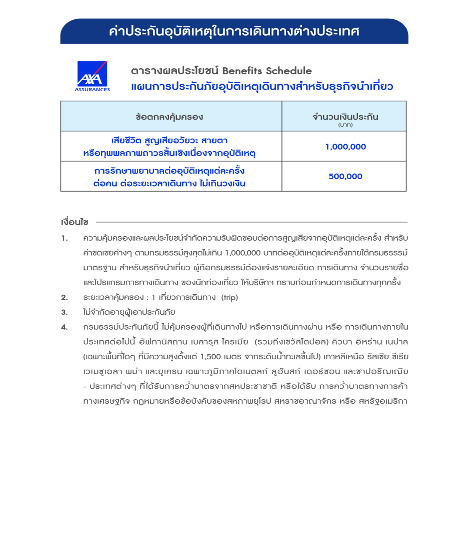 ค่าประกันอุบัติเหตุในการเดินทางต่างประเทศ
AXA
ASSURANCES
ตารางผลประโยชน์ Benefits Schedule
แผนการประกันภัยอุบัติเหตุเดินทางสำหรับธุรกิจนำเที่ยว
ข้อตกลงคุ้มครอง
จำนวนเงินประกัน
(บาท)
เสียชีวิต สูญเสียอวัยวะ สายตา
หรือทุพพลภาพถาวรสิ้นเชิงเนื่องจากอุบัติเหตุ
1,000,000
การรักษาพยาบาลต่ออุบัติเหตุแต่ละครั้ง
ต่อคน ต่อระยะเวลาเดินทาง ไม่เกินวงเงิน
500,000
เงื่อนไข
1. ความคุ้มครองและผลประโยชน์จำกัดความรับผิดชอบต่อการสูญเสียจากอุบัติเหตุแต่ละครั้ง สำหรับ
ค่าชดเชยต่างๆ ตามกรมธรรม์สูงสุดไม่เกิน 1,000,000 บาทต่ออุบัติเหตุแต่ละครั้งภายใต้กรมธรรม์
มาตรฐาน สำหรับธุรกิจนำเที่ยว ผู้ถือกรมธรรม์ต้องแจ้งรายละเอียด การเดินทาง จำนวนรายชื่อ
และโปรแกรมการทางเดินทาง ของนักท่องเที่ยว ให้บริษัทฯ ทราบก่อนกำหนดการเดินทางทุกครั้ง
2. ระยะเวลาคุ้มครอง : 1 เที่ยวการเดินทาง (trip)
3. ไม่จำกัดอายุผู้เอาประกันภัย
4. กรมธรรม์ประกันภัยนี้ ไม่คุ้มครองผู้ที่เดินทางไป หรือการเดินทางผ่าน หรือ การเดินทางภายใน
ประเทศต่อไปนี้ อัฟกานิสถาน เบลารุส ไครเมีย (รวมถึงเซวัสโตปอล) คิวบา อิหร่าน เนปาล
(เฉพาะพื้นที่ใดๆ ที่มีความสูงตั้งแต่ 1,500 เมตร จากระดับน้ำทะเลขึ้นไป) เกาหลีเหนือ รัสเซีย ซีเรีย
เวเนซุเอลา พม่า และยูเครน เฉพาะภูมิภาคโดเนตสก์ ลูฮันสก์ เคอร์ซอน และซาปอริซเณีย
- ประเทศต่างๆ ที่ได้รับการคว่ำบาตรจากสหประชาชาติ หรือได้รับ การคว่ำบาตรทางการค้า
ทางเศรษฐกิจ กฎหมายหรือข้อบังคับของสหภาพยุโรป สหราชอาณาจักร หรือ สหรัฐอเมริกา